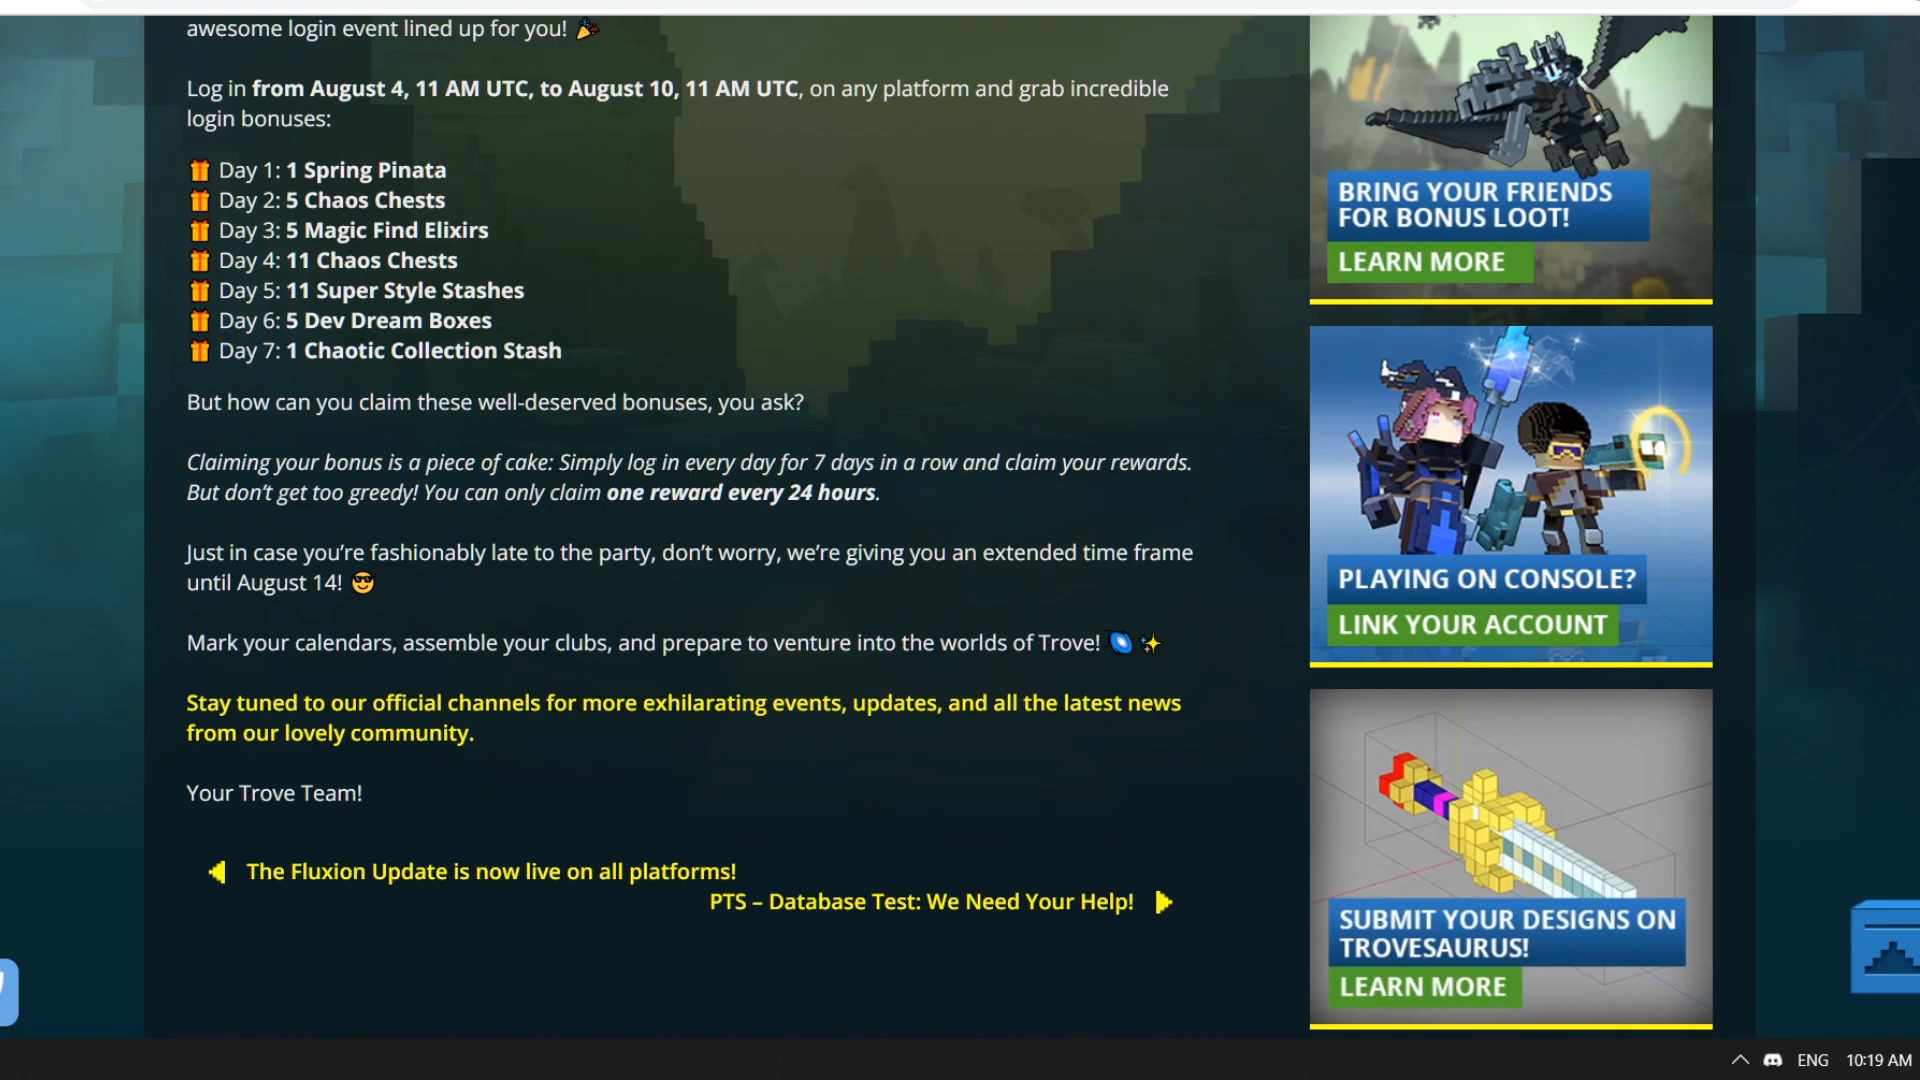 awesome login event lined up for you! 🎉
Log in from August 4, 11 AM UTC, to August 10, 11 AM UTC, on any platform and grab incredible
login bonuses:
🎁 Day 1: 1 Spring Pinata
🎁 Day 2: 5 Chaos Chests
🎁 Day 3: 5 Magic Find Elixirs
🎁 Day 4: 11 Chaos Chests
🎁 Day 5: 11 Super Style Stashes
🎁 Day 6: 5 Dev Dream Boxes
🎁 Day 7: 1 Chaotic Collection Stash
But how can you claim these well-deserved bonuses, you ask?
Claiming your bonus is a piece of cake: Simply log in every day for 7 days in a row and claim your rewards.
But don't get too greedy! You can only claim one reward every 24 hours.
Just in case you're fashionably late to the party, don't worry, we're giving you an extended time frame
until August 14! 😎
Mark your calendars, assemble your clubs, and prepare to venture into the worlds of Trove! 🌌 ✨
Stay tuned to our official channels for more exhilarating events, updates, and all the latest news
from our lovely community.
Your Trove Team!
The Fluxion Update is now live on all platforms!
PTS – Database Test: We Need Your Help!
BRING YOUR FRIENDS
FOR BONUS LOOT!
LEARN MORE
PLAYING ON CONSOLE?
LINK YOUR ACCOUNT
SUBMIT YOUR DESIGNS ON
TROVESAURUS!
LEARN MORE
ENG 10:19 AM